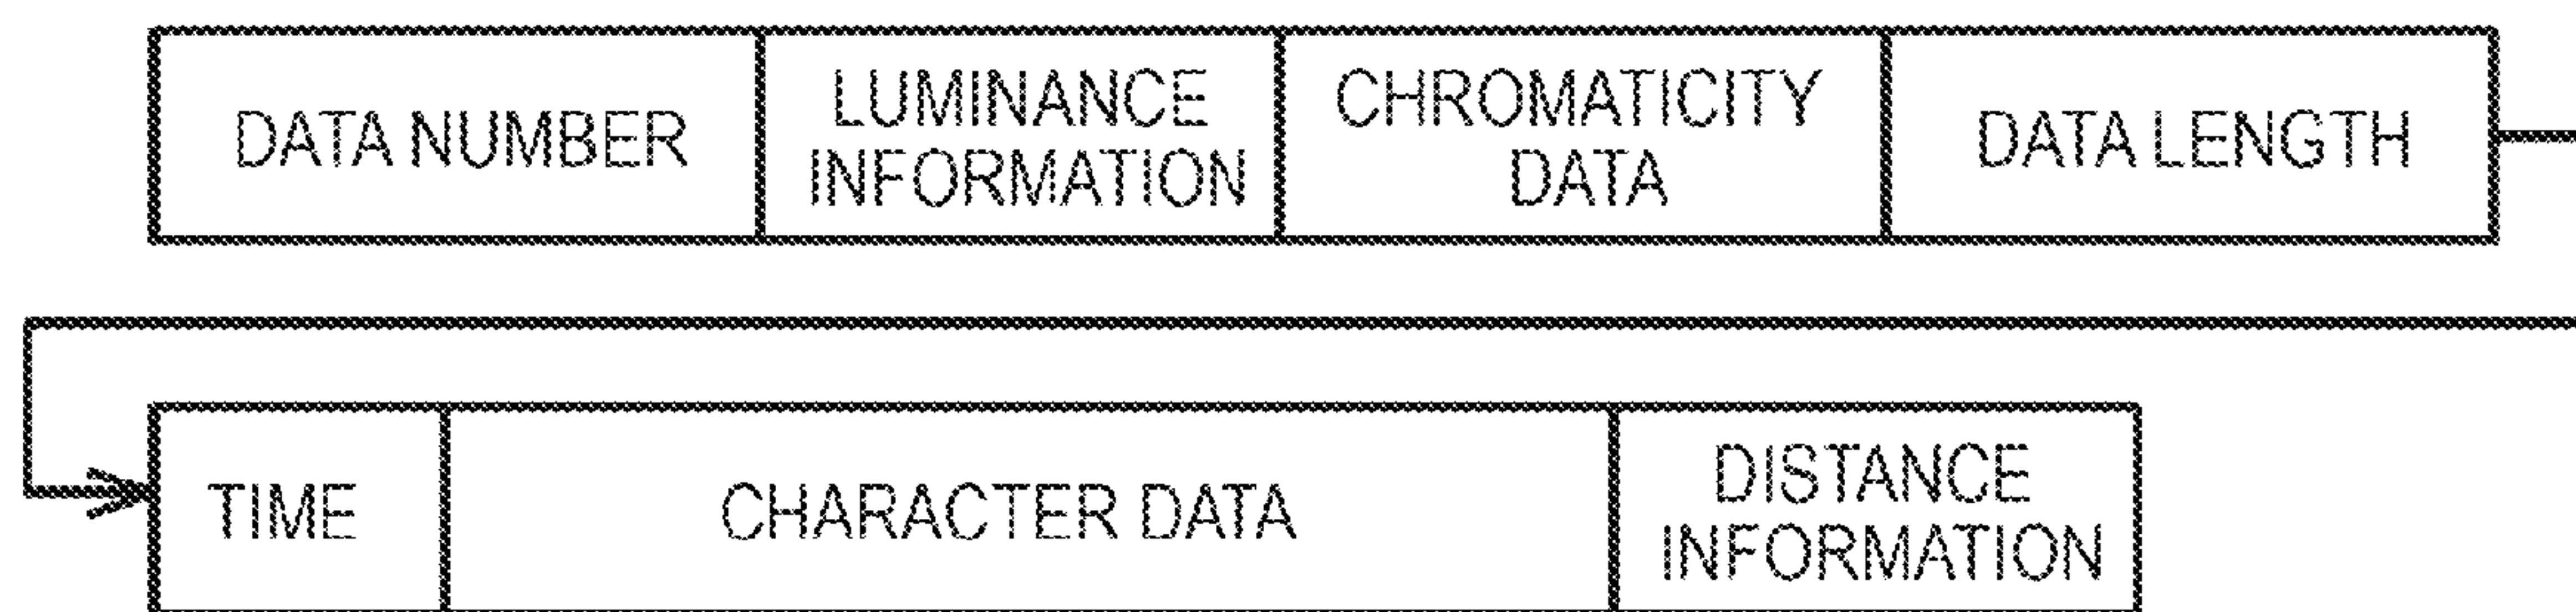 DATA NUMBER
LUMINANCE
INFORMATION
CHROMATICITY
DATA
DATA LENGTH
TIME
CHARACTER DATA
DISTANCE
INFORMATION